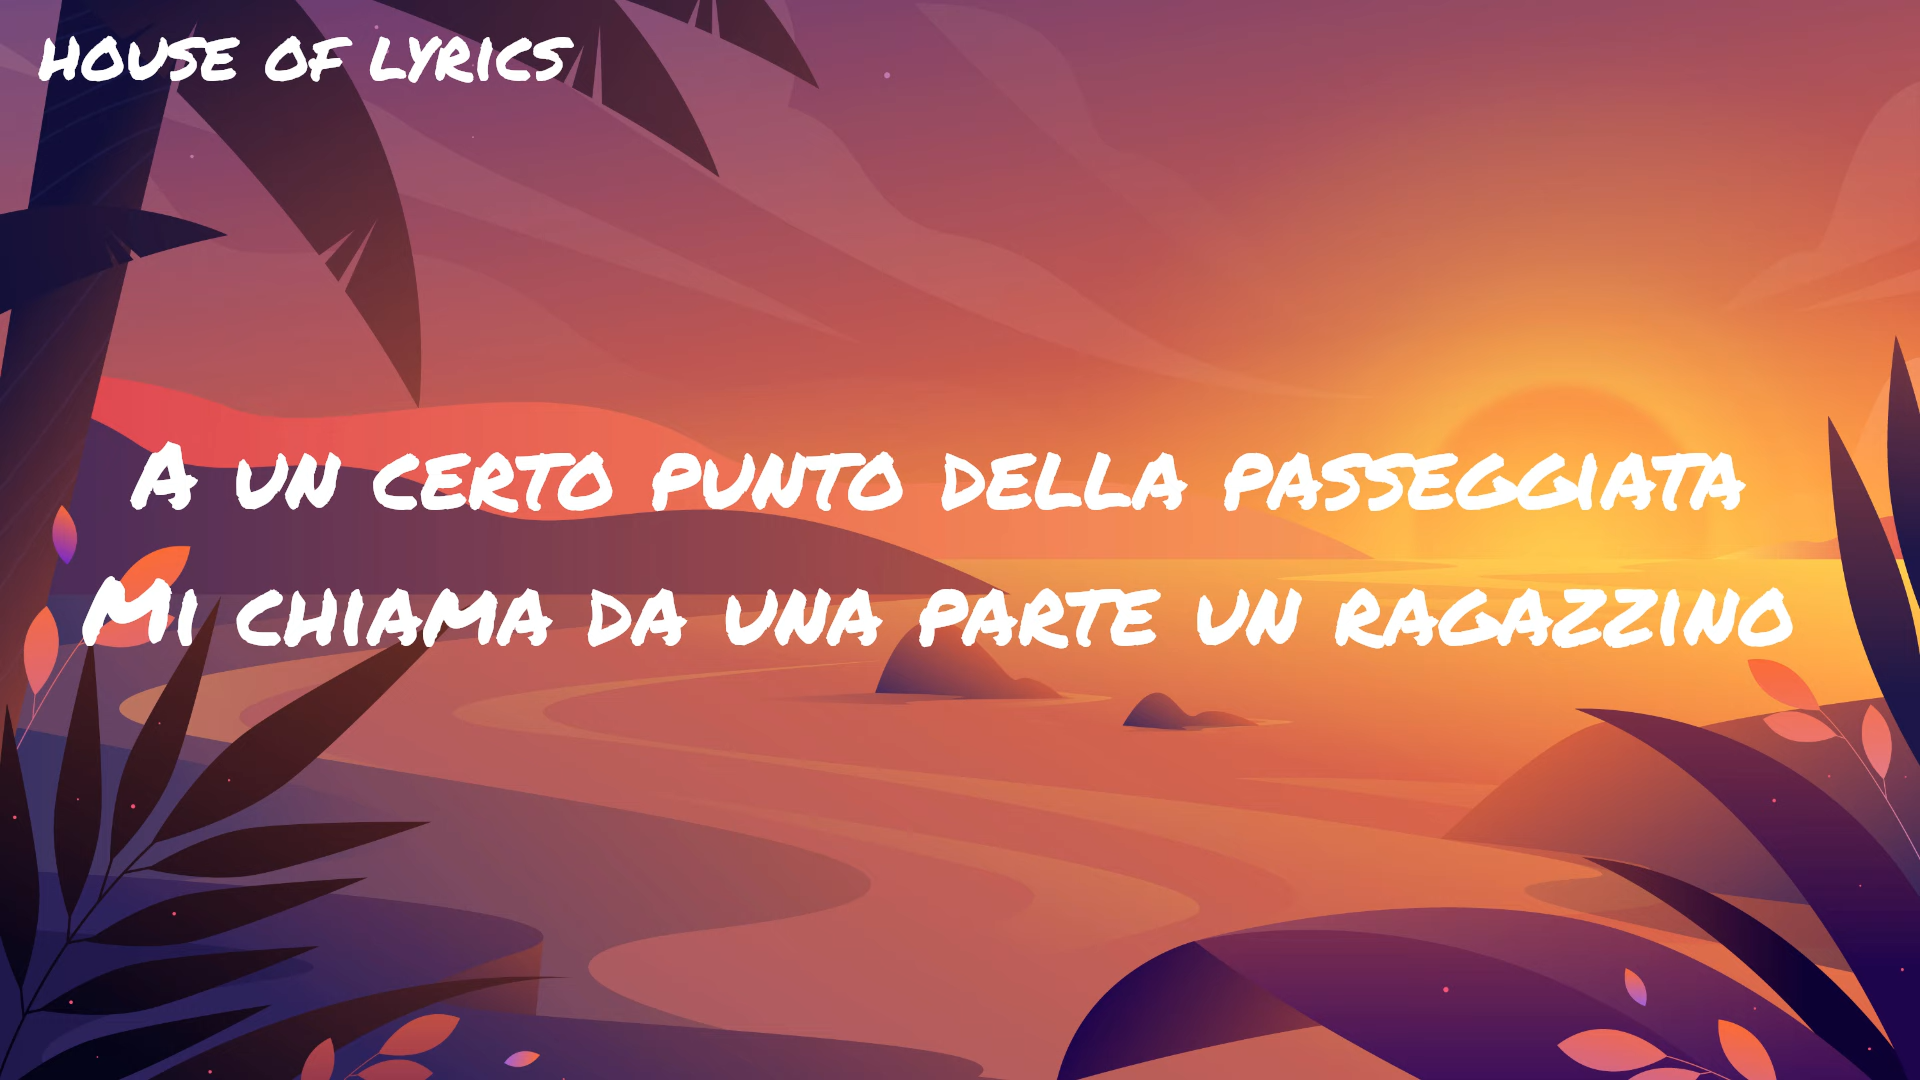 HOUSE OF LYRICS
A UN CERTO PUNTO DELLA PASSEGGIATA
MI CHIAMA DA UNA PARTE UN RAGAZZINO